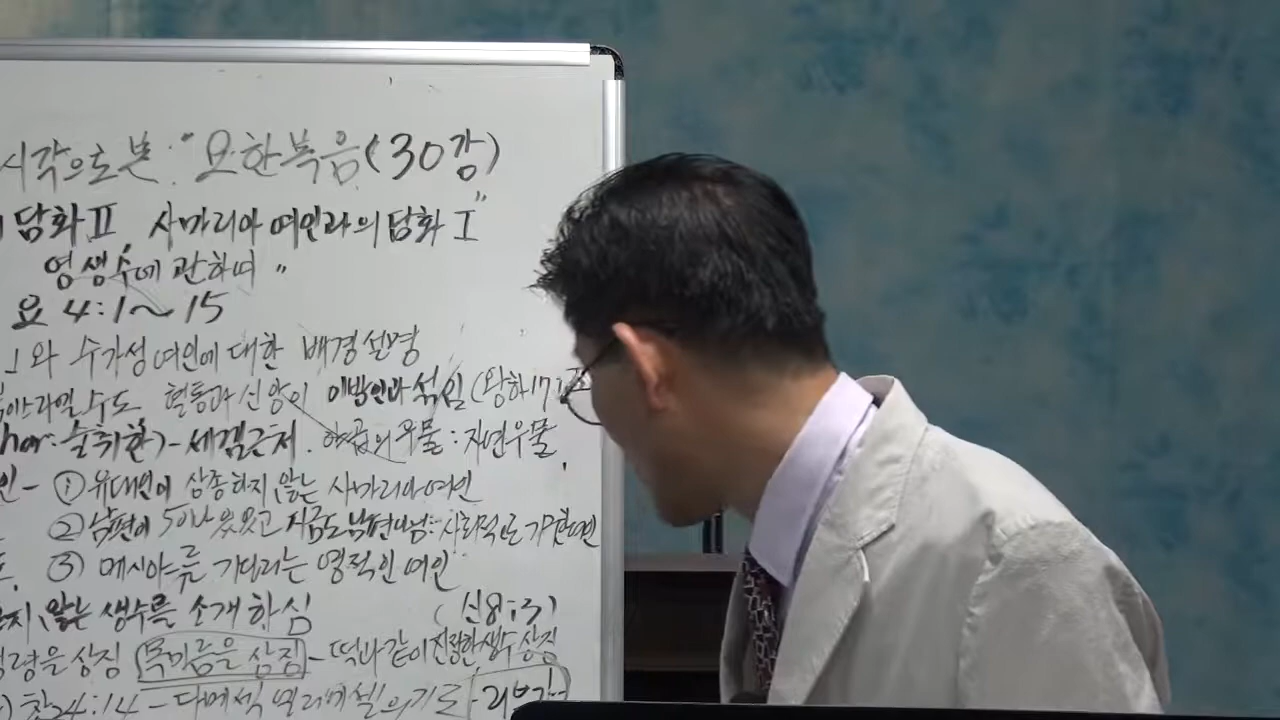 시각으로 본 "요한복음(30강)
담화Ⅱ, 사마리아 여인과의 담화 Ⅰ"
영생수에 관하여"
요 4:1~15
와 수가성 여인에 대한 배경설명
수도 혈통과 신앙이 이방인과 섞임 (왕하17
술취함)-세겜근처. 야곱의 우물: 자연우물,
인- ① 유대인이 상종하지 않는 사마리아여인
② 남편이 5이나 있었고 지금도 남편아님: 사회적으로
③ 메시아를 기다리는 영적인 여인
않는 생수를 소개하심 (신8:3)
상징 목마름을 상징 - 떡과 같이 진정한 생수 상징
창24:14 - 다메섹 엘리에셀의 기도 - 리브가